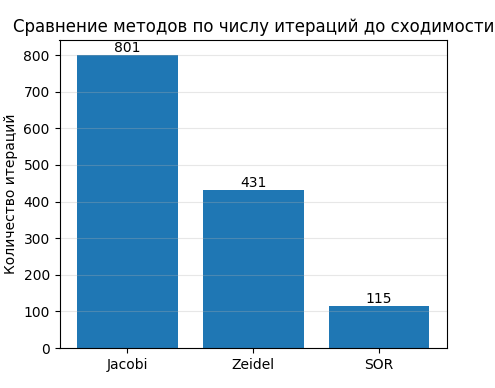 Сравнение методов по числу итераций до сходимости
Количество итераций
800
700
600
500
400
300
200
100
0
801
431
115
Jacobi
Zeidel
SOR